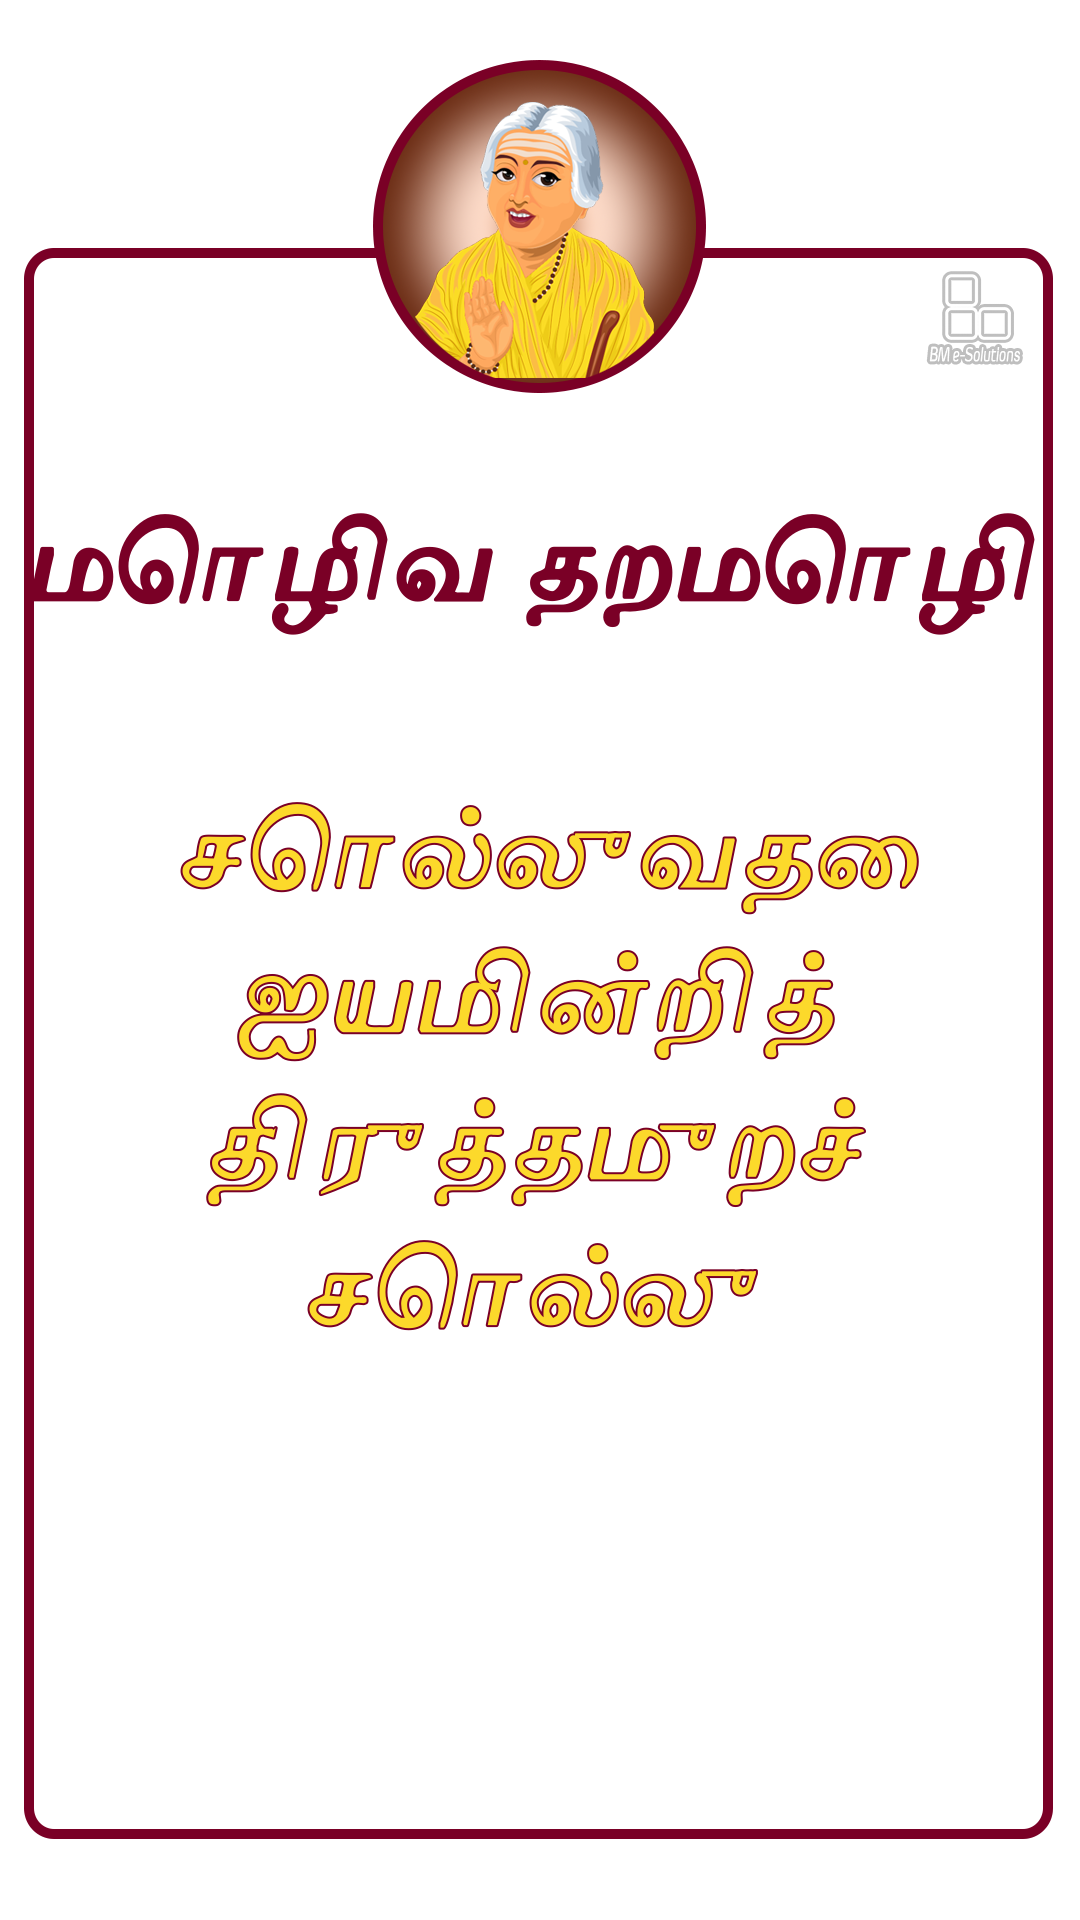 BM e-Solutions
மொழிவ தறமொழி
சொல்லுவதை
ஐயமின்றித்
திருத்தமுறச்
சொல்லு